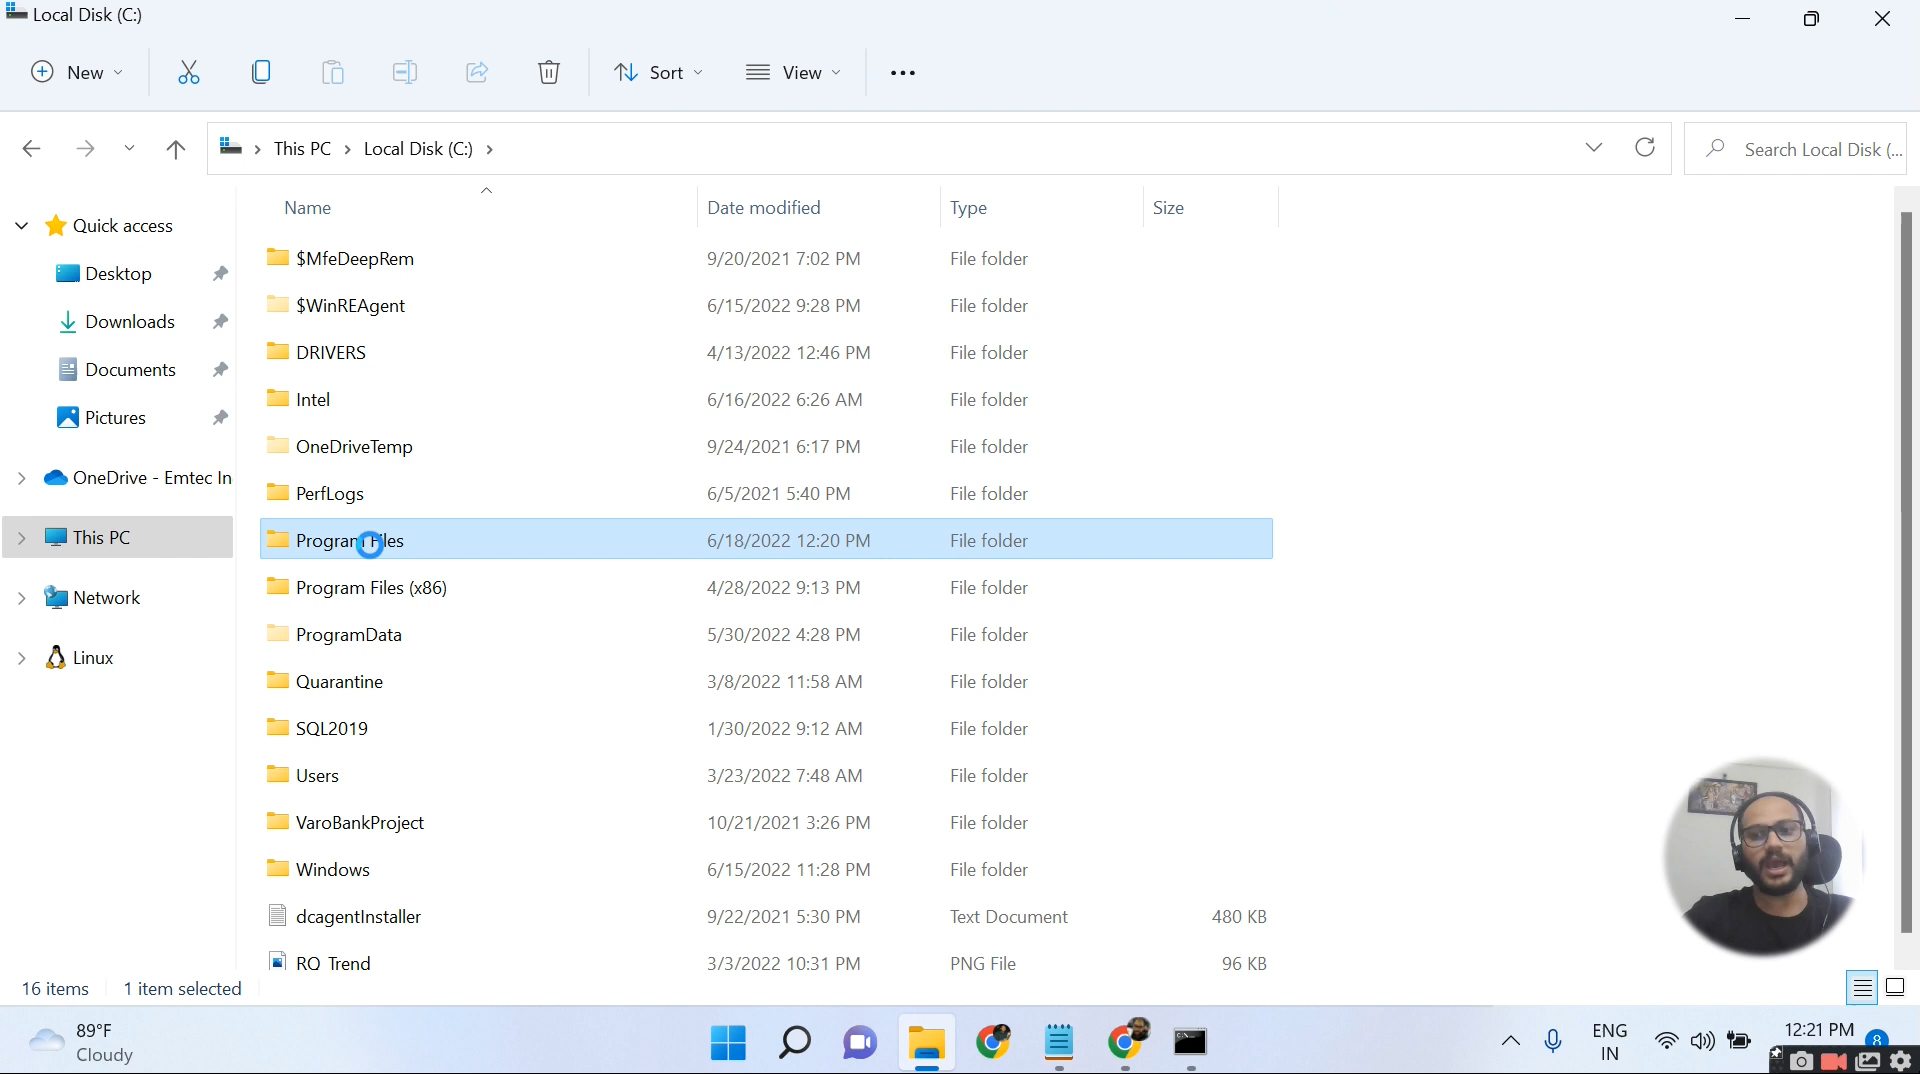 Local Disk (C:)
New
Sort
View
This PC > Local Disk (C:) >
Search Local Disk (...
Name
Date modified
Type
Size
Quick access
Desktop
Downloads
Documents
Pictures
OneDrive - Emtec In
This PC
Network
Linux
$MfeDeepRem 9/20/2021 7:02 PM File folder
$WinREAgent 6/15/2022 9:28 PM File folder
DRIVERS 4/13/2022 12:46 PM File folder
Intel 6/16/2022 6:26 AM File folder
OneDriveTemp 9/24/2021 6:17 PM File folder
PerfLogs 6/5/2021 5:40 PM File folder
Program Files 6/18/2022 12:20 PM File folder
Program Files (x86) 4/28/2022 9:13 PM File folder
ProgramData 5/30/2022 4:28 PM File folder
Quarantine 3/8/2022 11:58 AM File folder
SQL2019 1/30/2022 9:12 AM File folder
Users 3/23/2022 7:48 AM File folder
VaroBankProject 10/21/2021 3:26 PM File folder
Windows 6/15/2022 11:28 PM File folder
dcagentInstaller 9/22/2021 5:30 PM Text Document 480 KB
RQ Trend 3/3/2022 10:31 PM PNG File 96 KB
16 items
1 item selected
89°F
Cloudy
ENG
IN
12:21 PM
8